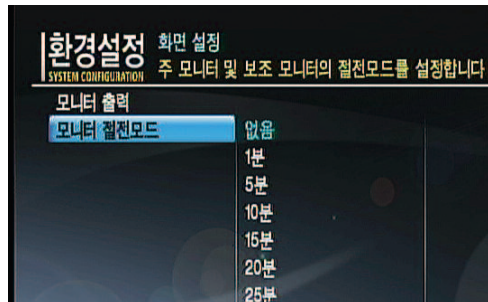 환경설정 화면 설정
SYSTEM CONFIGURATION 주 모니터 및 보조 모니터의 절전모드를 설정합니다
모니터 출력
모니터 절전모드 없음
1분
5분
10분
15분
20분
25분